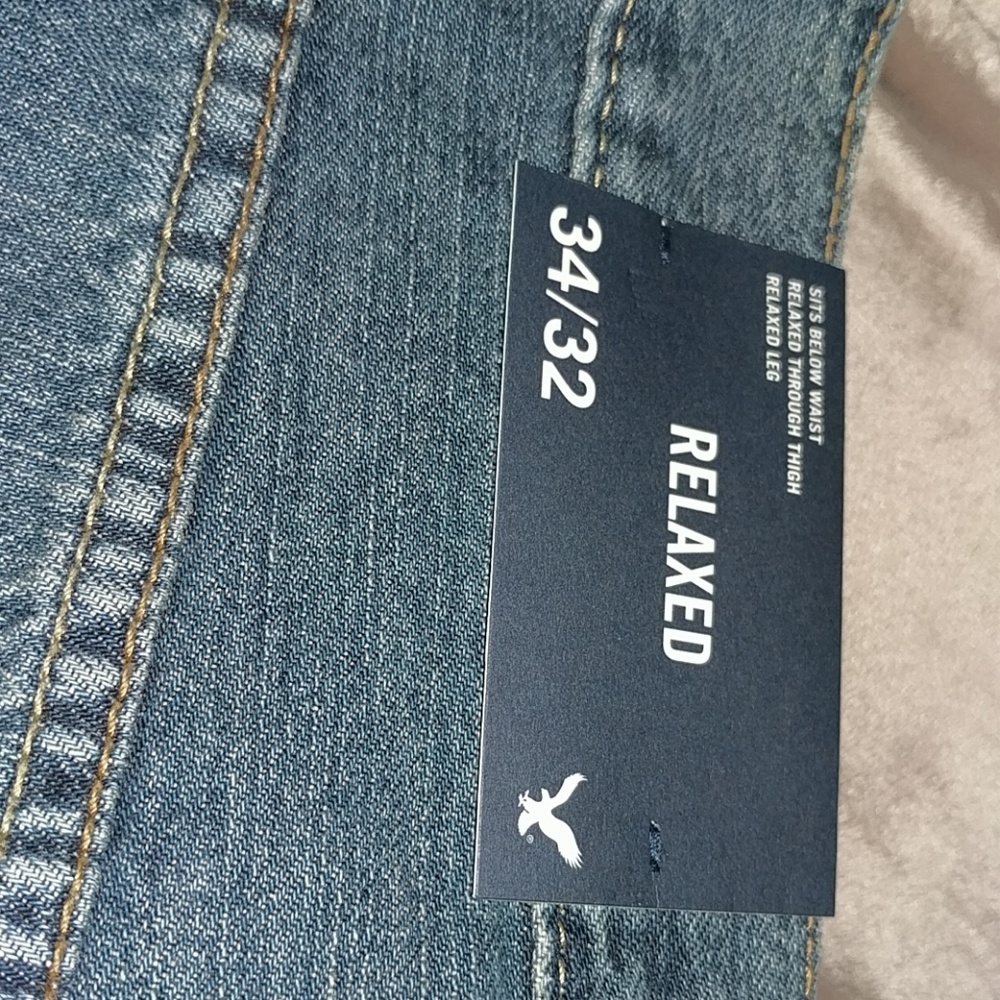 SITS BELOW WAIST
RELAXED THROUGH THIGH
RELAXED LEG
RELAXED
34/32
®